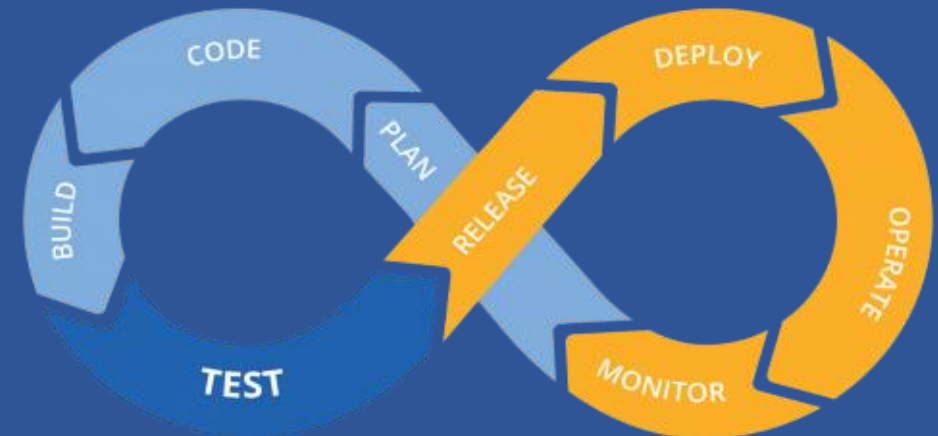 PLAN
CODE
BUILD
TEST
RELEASE
DEPLOY
OPERATE
MONITOR